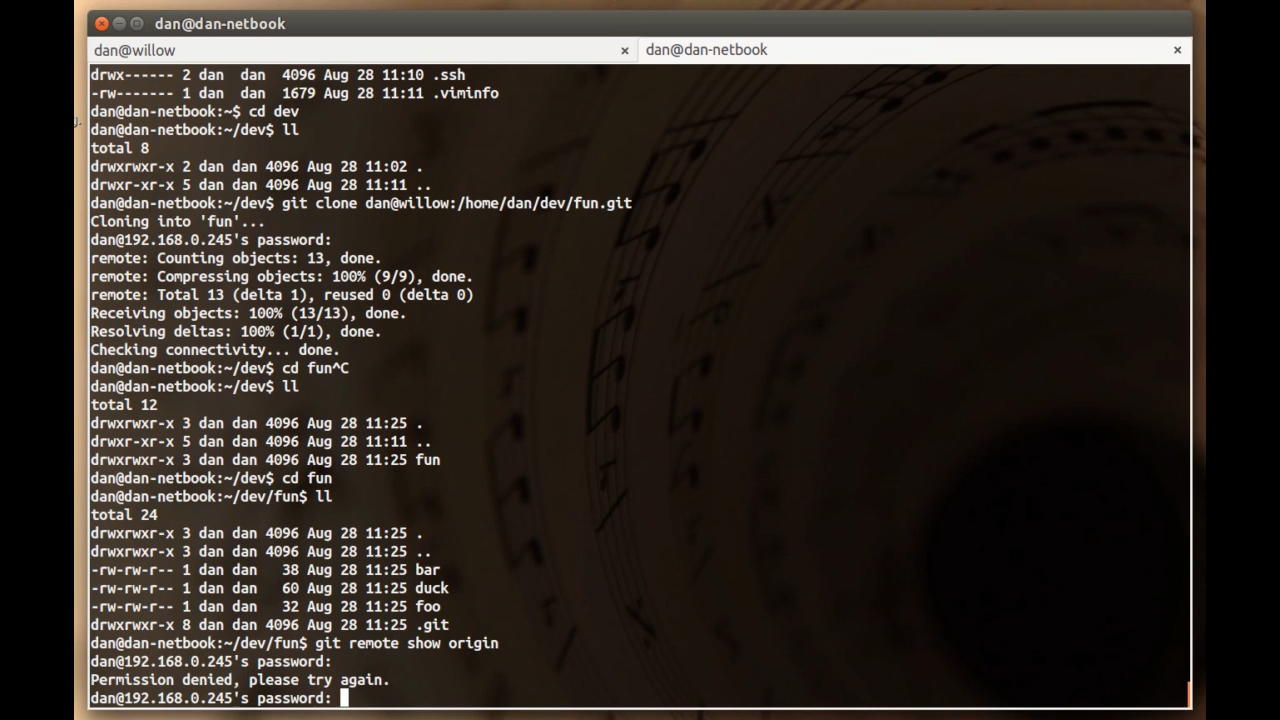 dan@dan-netbook
dan@willow × dan@dan-netbook ×
drwx------ 2 dan  dan  4096 Aug 28 11:10 .ssh
-rw------- 1 dan  dan  1679 Aug 28 11:11 .viminfo
dan@dan-netbook:~$ cd dev
dan@dan-netbook:~/dev$ ll
total 8
drwxrwxr-x 2 dan dan 4096 Aug 28 11:02 .
drwxr-xr-x 5 dan dan 4096 Aug 28 11:11 ..
dan@dan-netbook:~/dev$ git clone dan@willow:/home/dan/dev/fun.git
Cloning into 'fun'...
dan@192.168.0.245's password:
remote: Counting objects: 13, done.
remote: Compressing objects: 100% (9/9), done.
remote: Total 13 (delta 1), reused 0 (delta 0)
Receiving objects: 100% (13/13), done.
Resolving deltas: 100% (1/1), done.
Checking connectivity... done.
dan@dan-netbook:~/dev$ cd fun^C
dan@dan-netbook:~/dev$ ll
total 12
drwxrwxr-x 3 dan dan 4096 Aug 28 11:25 .
drwxr-xr-x 5 dan dan 4096 Aug 28 11:11 ..
drwxrwxr-x 3 dan dan 4096 Aug 28 11:25 fun
dan@dan-netbook:~/dev$ cd fun
dan@dan-netbook:~/dev/fun$ ll
total 24
drwxrwxr-x 3 dan dan 4096 Aug 28 11:25 .
drwxrwxr-x 3 dan dan 4096 Aug 28 11:25 ..
-rw-rw-r-- 1 dan dan   38 Aug 28 11:25 bar
-rw-rw-r-- 1 dan dan   60 Aug 28 11:25 duck
-rw-rw-r-- 1 dan dan   32 Aug 28 11:25 foo
drwxrwxr-x 8 dan dan 4096 Aug 28 11:25 .git
dan@dan-netbook:~/dev/fun$ git remote show origin
dan@192.168.0.245's password:
Permission denied, please try again.
dan@192.168.0.245's password: